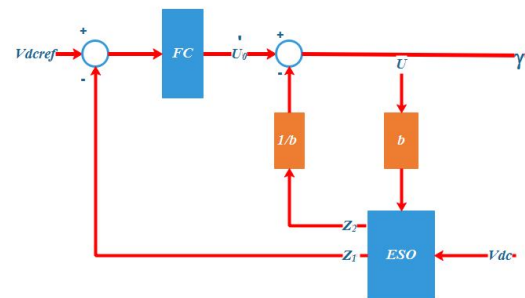 +
+
Vdcref
FC
U₀
U
γ
-
-
1/b
b
Z₂
Z₁
ESO
Vdc